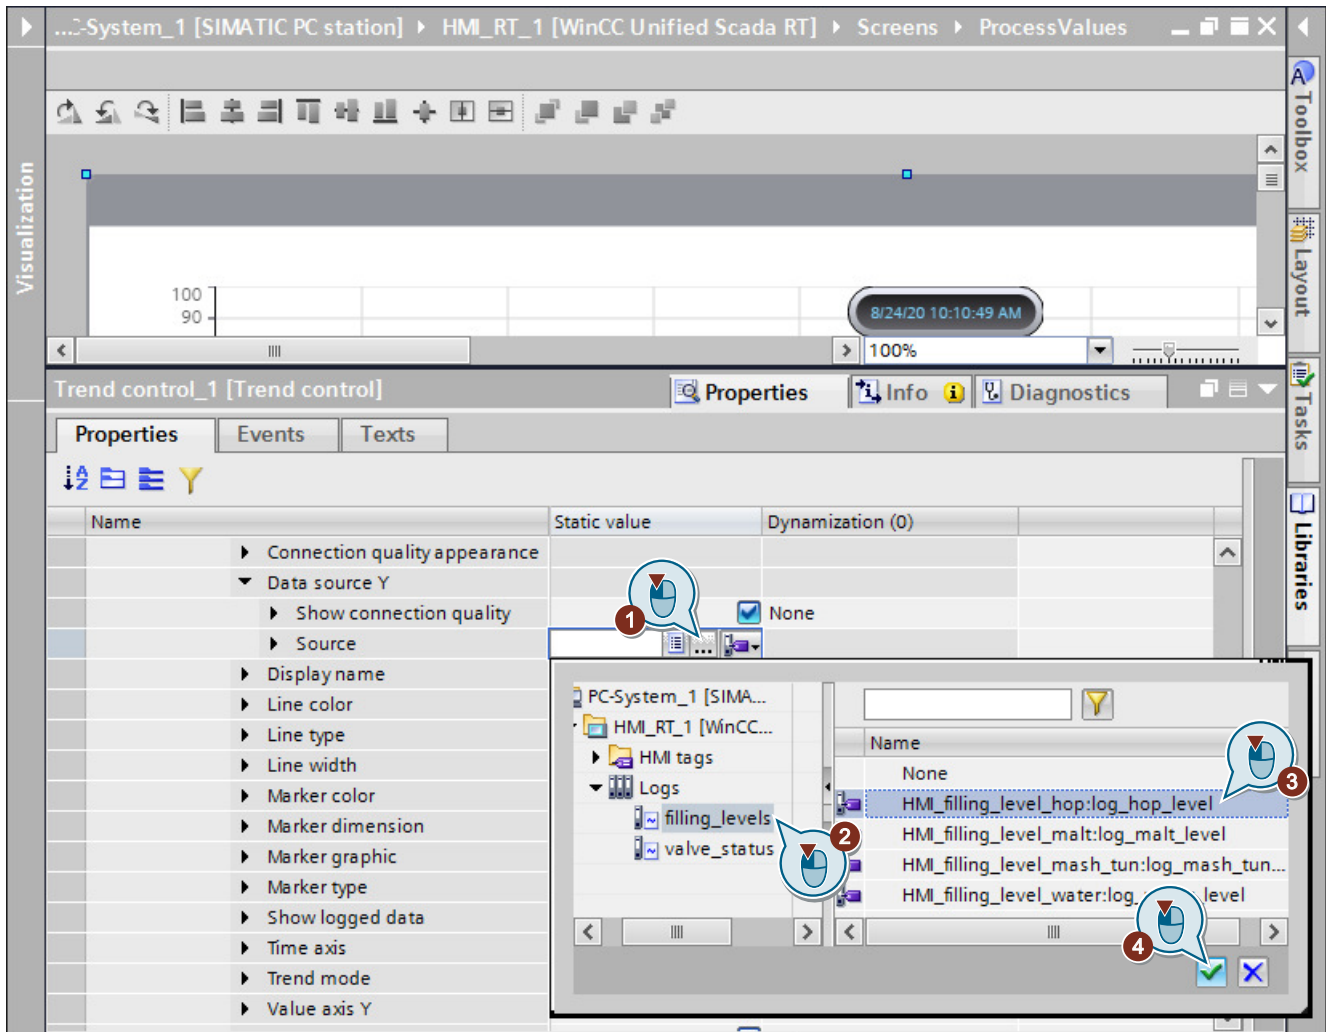 ...C-System_1 [SIMATIC PC station] HMI_RT_1 [WinCC Unified Scada RT] Screens ProcessValues
Toolbox
Layout
Tasks
Libraries
Visualization
100
90
8/24/20 10:10:49 AM
100%
Trend control_1 [Trend control]
Properties Info Diagnostics
Properties Events Texts
Name Static value Dynamization (0)
Connection quality appearance
Data source Y
Show connection quality None
1
Source ...
Display name
Line color
Line type
Line width
Marker color
Marker dimension
Marker graphic
Marker type
Show logged data
Time axis
Trend mode
Value axis Y
PC-System_1 [SIMA...
HMI_RT_1 [WinCC...
HMI tags
Logs
filling_levels
valve_status
2
Name
None
3
HMI_filling_level_hop:log_hop_level
HMI_filling_level_malt:log_malt_level
HMI_filling_level_mash_tun:log_mash_tun...
HMI_filling_level_water:log_ level
4